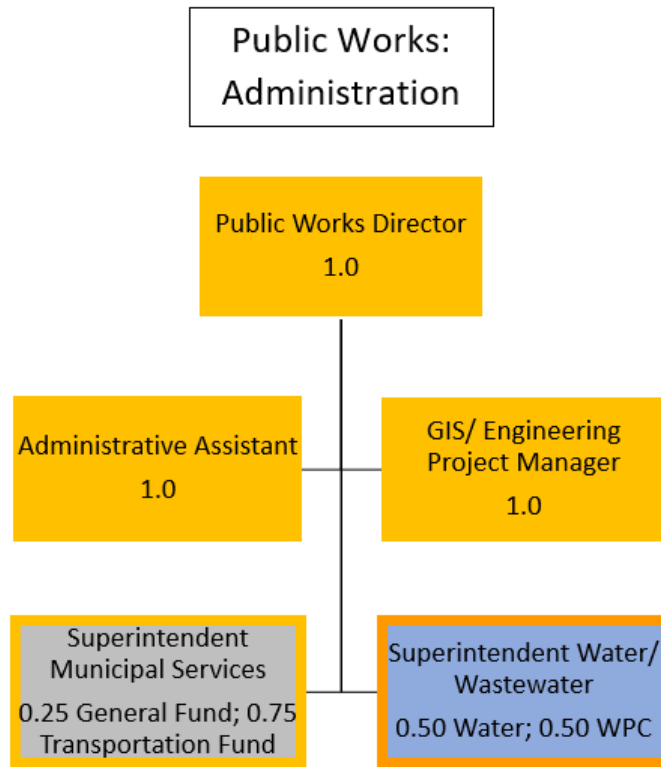 Public Works:
Administration
Public Works Director
1.0
Administrative Assistant
1.0
GIS/ Engineering
Project Manager
1.0
Superintendent
Municipal Services
0.25 General Fund; 0.75
Transportation Fund
Superintendent Water/
Wastewater
0.50 Water; 0.50 WPC